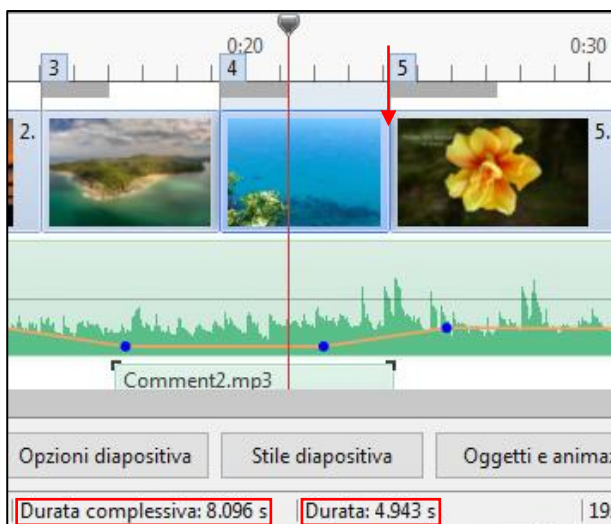 0:20 0:30
3 4 5
2. 5.
Comment2.mp3
Opzioni diapositiva Stile diapositiva Oggetti e anima
Durata complessiva: 8.096 s Durata: 4.943 s 19